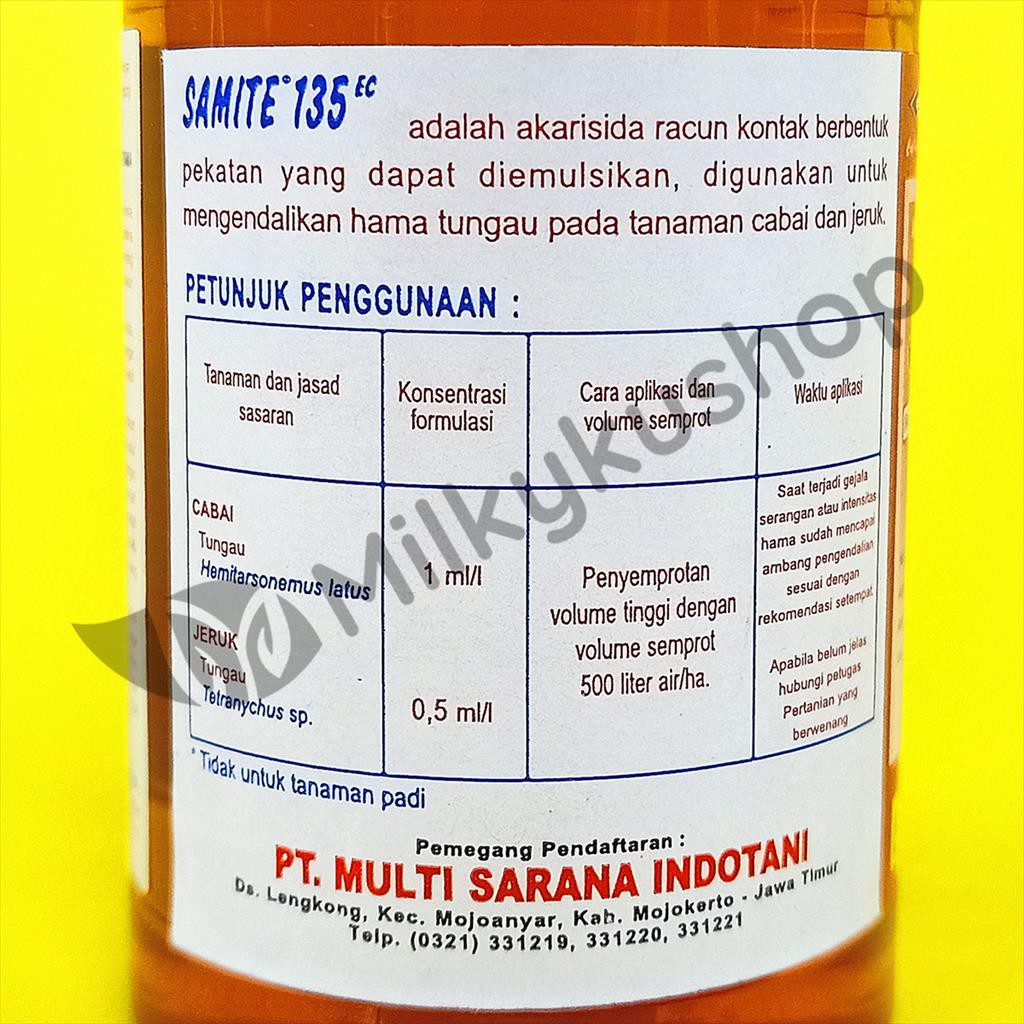 SAMITE® 135 EC
adalah akarisida racun kontak berbentuk
pekatan yang dapat diemulsikan, digunakan untuk
mengendalikan hama tungau pada tanaman cabai dan jeruk.
PETUNJUK PENGGUNAAN :
Tanaman dan jasad
sasaran
Konsentrasi
formulasi
Cara aplikasi dan
volume semprot
Waktu aplikasi
CABAI
Tungau
Hemitarsonemus latus
1 ml/l
JERUK
Tungau
Tetranychus sp.
0,5 ml/l
Penyemprotan
volume tinggi dengan
volume semprot
500 liter air/ha.
Saat terjadi gejala
serangan atau intensitas
hama sudah mencapai
ambang pengendalian
sesuai dengan
rekomendasi setempat.
Apabila belum jelas
hubungi petugas
Pertanian yang
berwenang
* Tidak untuk tanaman padi
Pemegang Pendaftaran :
PT. MULTI SARANA INDOTANI
Ds. Lengkong, Kec. Mojoanyar, Kab. Mojokerto - Jawa Timur
Telp. (0321) 331219, 331220, 331221
Milkykushop